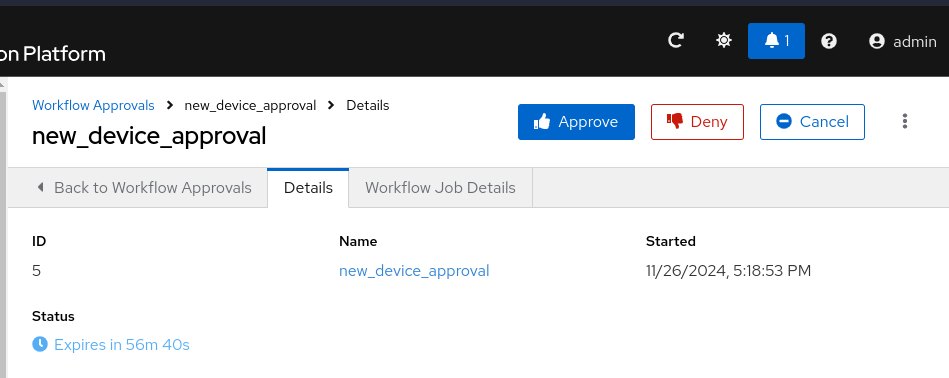 on Platform
1
admin
Workflow Approvals
new_device_approval
Details
new_device_approval
Approve
Deny
Cancel
Back to Workflow Approvals
Details
Workflow Job Details
ID
Name
Started
5
new_device_approval
11/26/2024, 5:18:53 PM
Status
Expires in 56m 40s